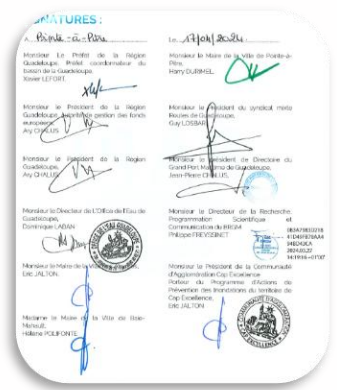 SIGNATURES :
A Pointe-à-Pitre
Le 17/04/2024
Monsieur Le Préfet de la Région
Guadeloupe, Préfet coordonnateur du
bassin de la Guadeloupe,
Xavier LEFORT.
Monsieur le Maire de la Ville de Pointe-à-
Pitre,
Harry DURIMEL.
Monsieur le Président de la Région
Guadeloupe, autorité de gestion des fonds
européens,
Ary CHALUS,
Monsieur le Président du syndicat mixte
Routes de Guadeloupe,
Guy LOSBAR
Monsieur le Président de la Région
Guadeloupe,
Ary CHALUS,
Monsieur le président de Directoire du
Grand Port Maritime de Guadeloupe,
Jean-Pierre CHALUS,
Monsieur le Directeur de L'Office de l'Eau de
Guadeloupe,
Dominique LABAN
Monsieur le Directeur de la Recherche,
Programmation Scientifique et
Communication du BRGM
Philippe FREYSSINET
Monsieur le Maire de la Ville
Eric JALTON.
Monsieur le Président de la Communauté
d'Agglomération Cap Excellence
Porteur du Programme d'Actions de
Prévention des Inondations du territoire de
Cap Excellence,
Eric JALTON
Madame le Maire de la Ville de Baie-
Mahault,
Hélène POLIFONTE.